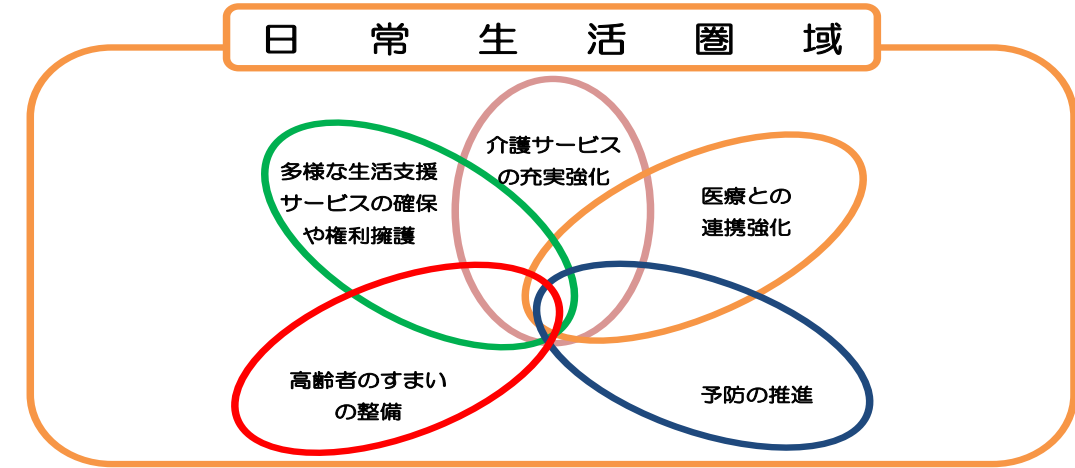 日常生活圏域
介護サービス
の充実強化
多様な生活支援
サービスの確保
や権利擁護
医療との
連携強化
高齢者のすまい
の整備
予防の推進